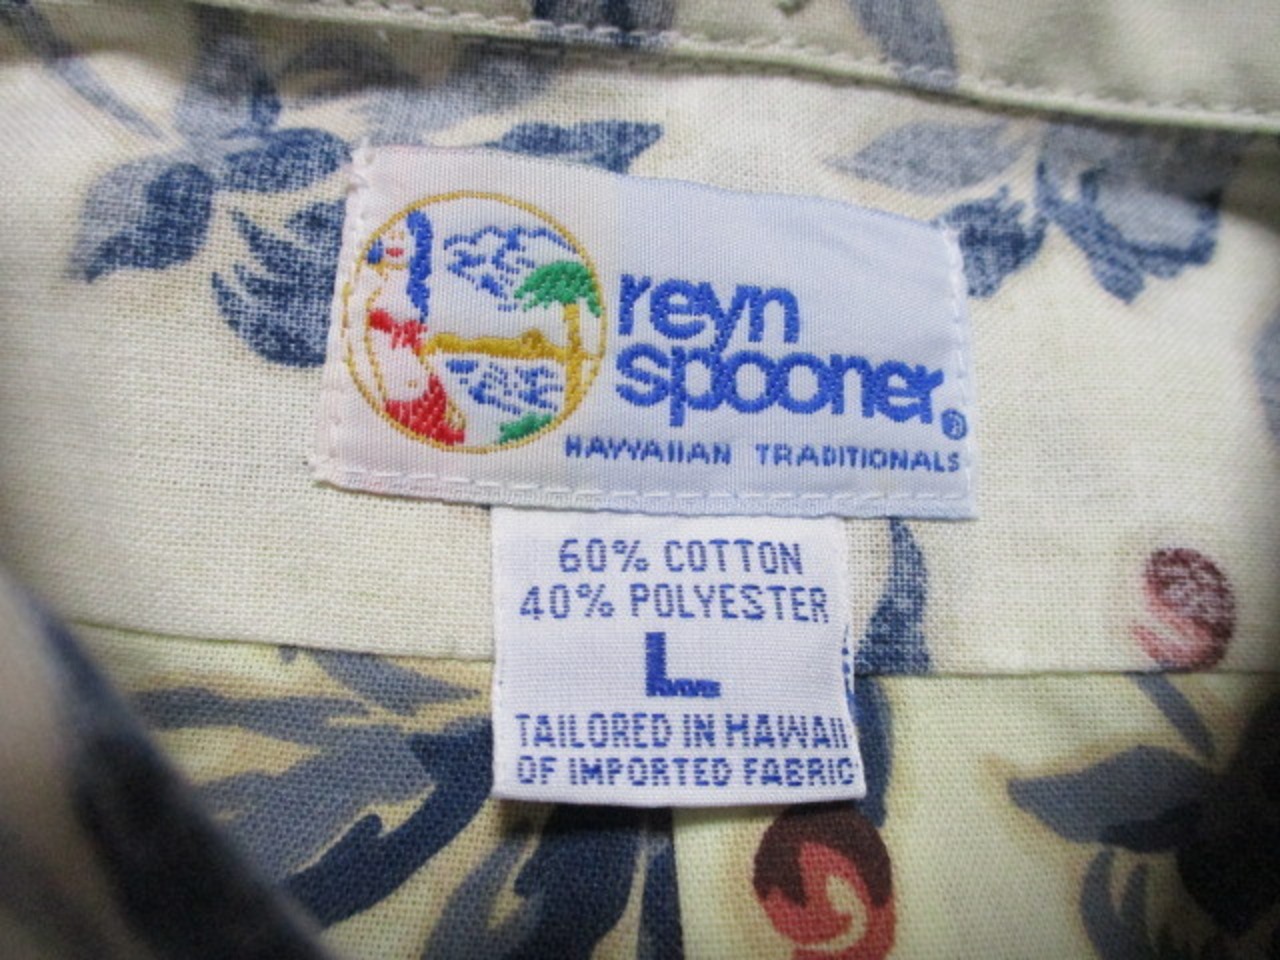 reyn
spooner®
HAWAIIAN TRADITIONALS
60% COTTON
40% POLYESTER
L
TAILORED IN HAWAII
OF IMPORTED FABRIC